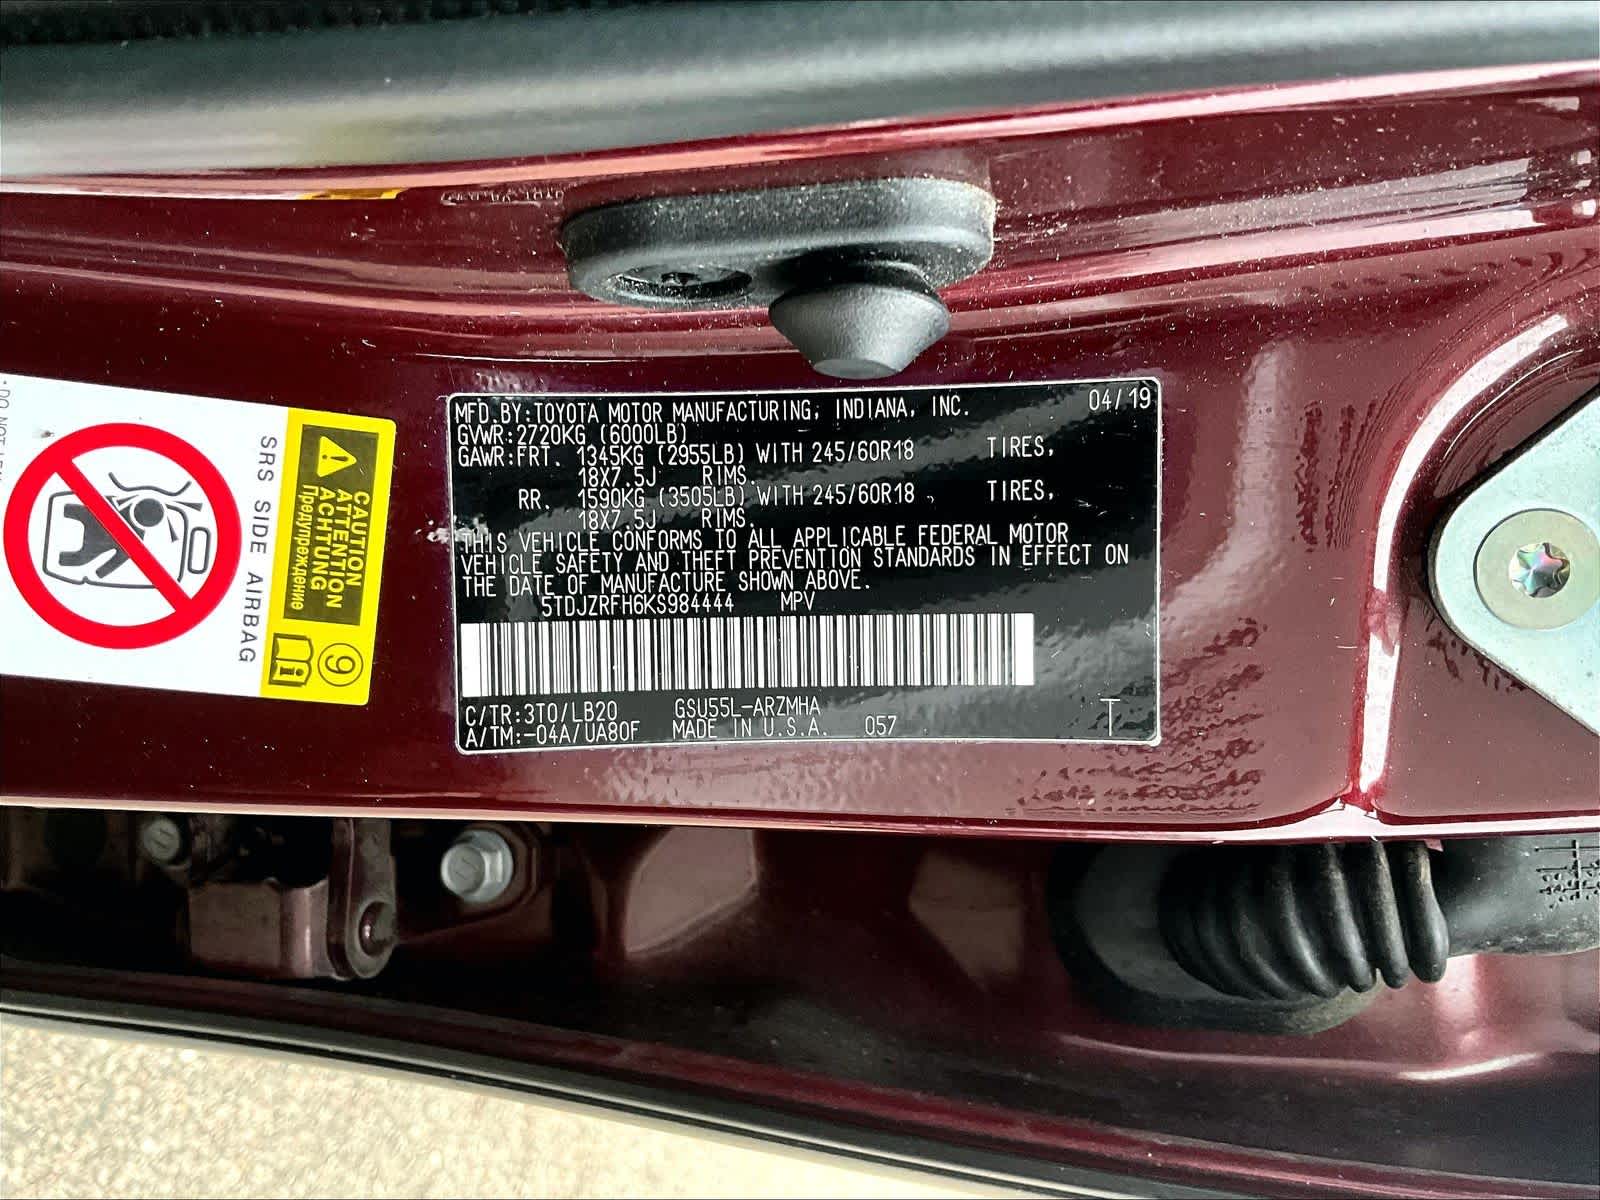 MFD. BY: TOYOTA MOTOR MANUFACTURING, INDIANA, INC. 04/19
GVWR: 2720KG (6000LB)
GAWR: FRT. 1345KG (2955LB) WITH 245/60R18 TIRES,
18X7.5J RIMS.
RR. 1590KG (3505LB) WITH 245/60R18 TIRES,
18X7.5J RIMS.
THIS VEHICLE CONFORMS TO ALL APPLICABLE FEDERAL MOTOR
VEHICLE SAFETY AND THEFT PREVENTION STANDARDS IN EFFECT ON
THE DATE OF MANUFACTURE SHOWN ABOVE.
5TDJZRFH6KS984444 MPV
C/TR: 3T0/LB20 GSU55L-ARZMHA
A/TM: -04A/UA80F MADE IN U.S.A. 057 T
CAUTION
ATTENTION
ACHTUNG
Предупреждение
9
SRS SIDE AIRBAG